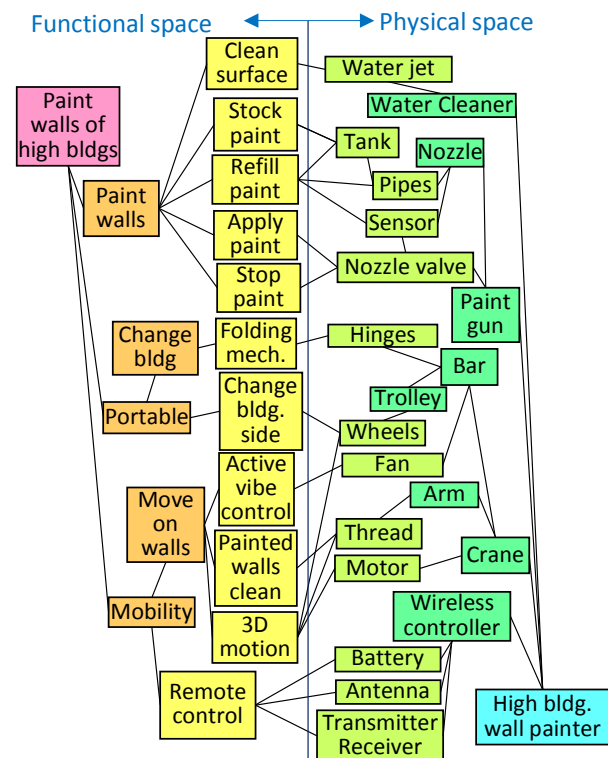 Functional space
Physical space
Clean
surface
Water jet
Water Cleaner
Paint
walls of
high bldgs
Stock
paint
Tank
Nozzle
Refill
paint
Pipes
Paint
walls
Apply
paint
Sensor
Stop
paint
Nozzle valve
Paint
gun
Change
bldg
Folding
mech.
Hinges
Bar
Portable
Change
bldg.
side
Trolley
Wheels
Active
vibe
control
Fan
Move
on
walls
Arm
Painted
walls
clean
Thread
Motor
Crane
Mobility
3D
motion
Wireless
controller
Remote
control
Battery
Antenna
Transmitter
Receiver
High bldg.
wall painter